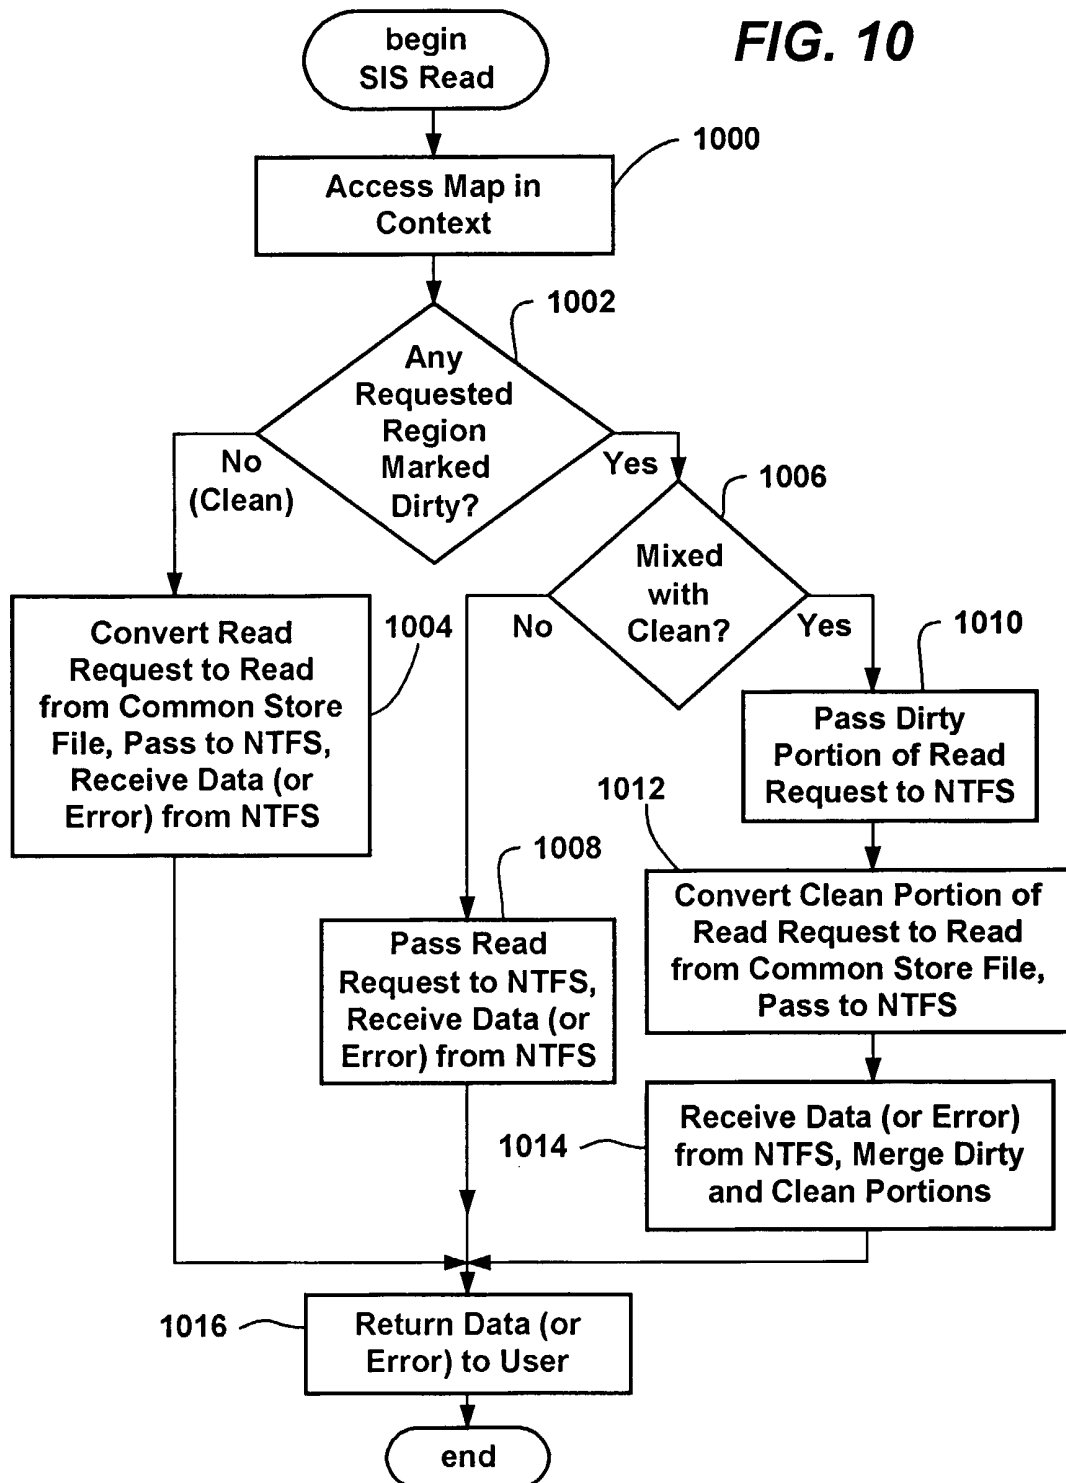 FIG. 10
begin
SIS Read
1000
Access Map in
Context
1002
Any
Requested
Region
Marked
Dirty?
No
(Clean)
Yes
1006
Mixed
with
Clean?
No
Yes
1004
Convert Read
Request to Read
from Common Store
File, Pass to NTFS,
Receive Data (or
Error) from NTFS
1010
Pass Dirty
Portion of Read
Request to NTFS
1008
Pass Read
Request to NTFS,
Receive Data (or
Error) from NTFS
1012
Convert Clean Portion of
Read Request to Read
from Common Store File,
Pass to NTFS
1014
Receive Data (or Error)
from NTFS, Merge Dirty
and Clean Portions
1016
Return Data (or
Error) to User
end